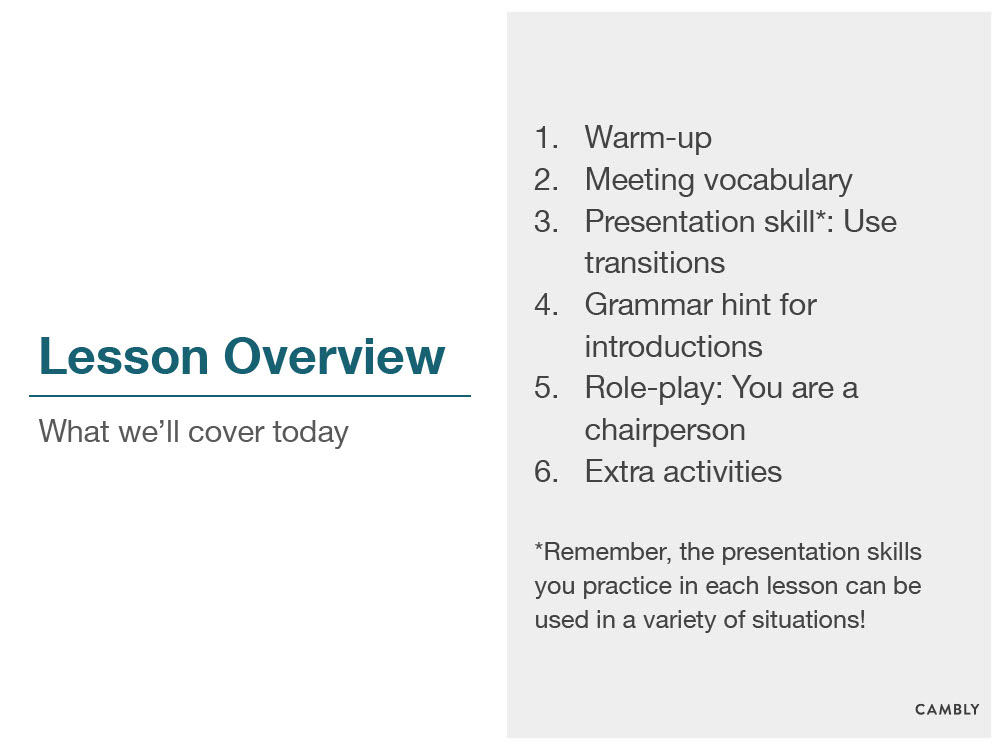 Lesson Overview
What we’ll cover today
1. Warm-up
2. Meeting vocabulary
3. Presentation skill*: Use
transitions
4. Grammar hint for
introductions
5. Role-play: You are a
chairperson
6. Extra activities
*Remember, the presentation skills
you practice in each lesson can be
used in a variety of situations!
CAMBLY